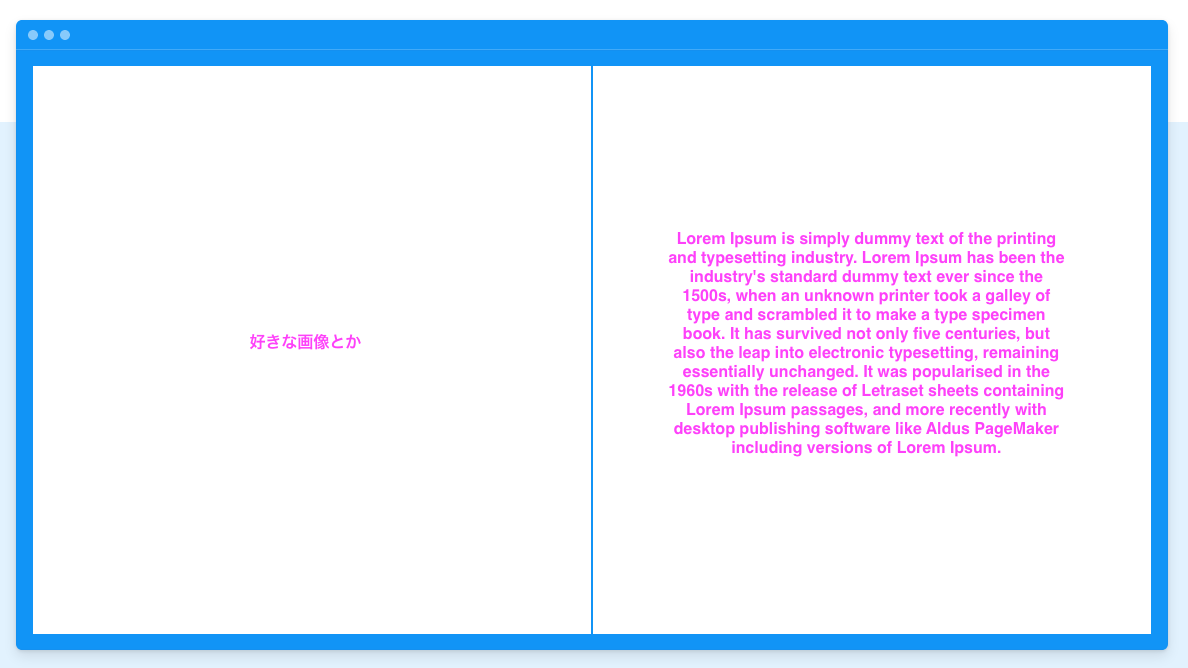 好きな画像とか
Lorem Ipsum is simply dummy text of the printing
and typesetting industry. Lorem Ipsum has been the
industry's standard dummy text ever since the
1500s, when an unknown printer took a galley of
type and scrambled it to make a type specimen
book. It has survived not only five centuries, but
also the leap into electronic typesetting, remaining
essentially unchanged. It was popularised in the
1960s with the release of Letraset sheets containing
Lorem Ipsum passages, and more recently with
desktop publishing software like Aldus PageMaker
including versions of Lorem Ipsum.